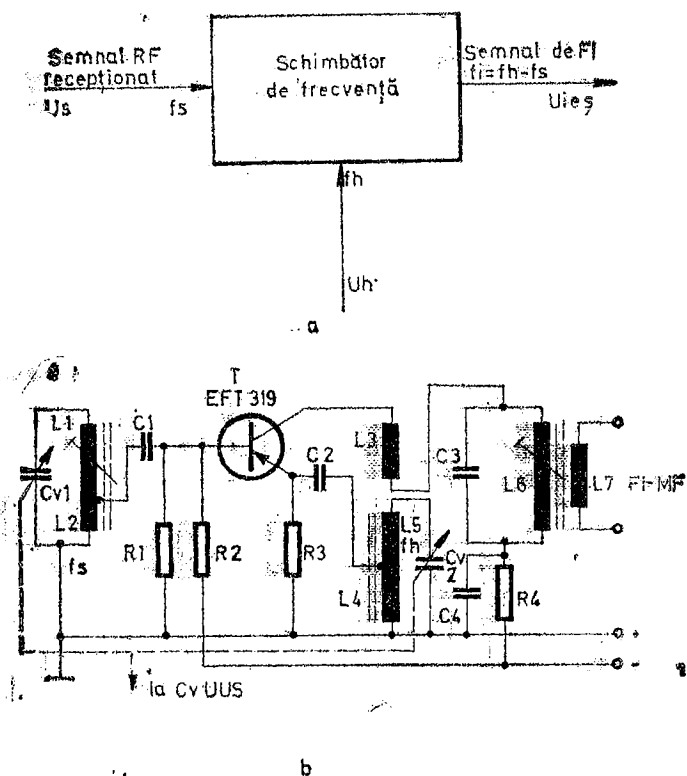 Semnal RF
recepționat
Us
fs
Schimbător
de frecvență
Semnal de FI
fi=fh-fs
Uieș
fh
Uh
a
T
EFT 319
L1
C1
Cv1
L2
fs
R1
R2
C2
R3
L3
L5
fh
L4
Cv
2
C3
C4
R4
L6
L7
FI-MF
+
-
la Cv UUS
b